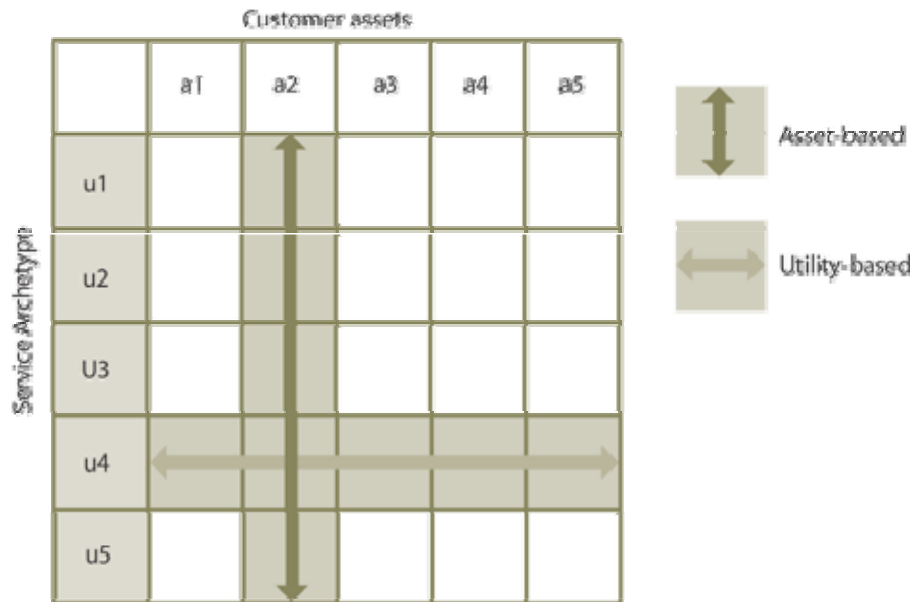 Customer assets
a1 a2 a3 a4 a5
Asset-based
u1
Utility-based
u2
Service Archetype
U3
u4
u5